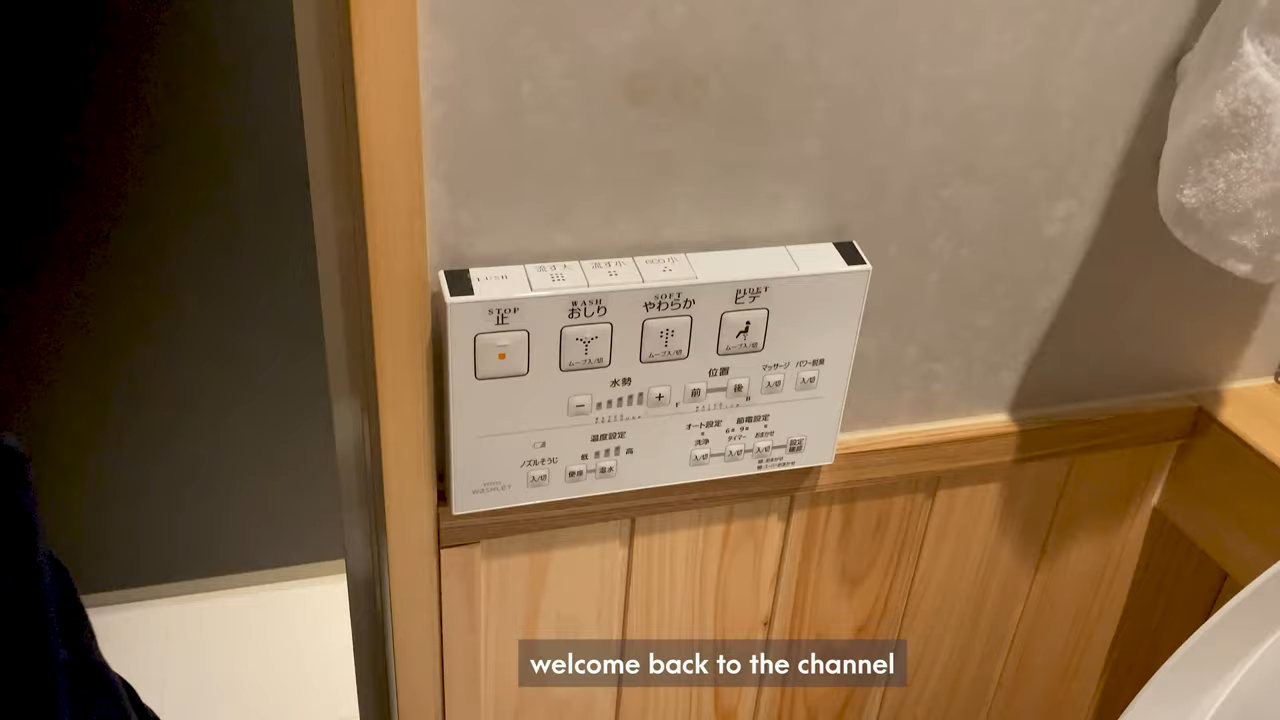 流す大 流す小 eco小
STOP
止
WASH
おしり
SOFT
やわらか
BIDET
ビデ
ムーブ入/切
ムーブ入/切
ムーブ入/切
水勢
位置
マッサージ
パワー脱臭
− +
前 後
入/切 入/切
F B
温度設定
オート設定
節電設定
低 高
洗浄
6h 9h
タイマー
おまかせ
ノズルそうじ
入/切
便座 温水
入/切 入/切 入/切
設定確認
WASHLET
welcome back to the channel